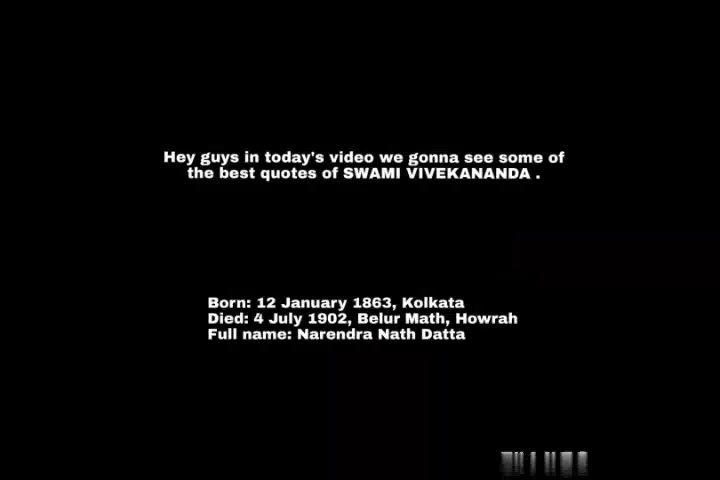 Hey guys in today's video we gonna see some of
the best quotes of SWAMI VIVEKANANDA .
Born: 12 January 1863, Kolkata
Died: 4 July 1902, Belur Math, Howrah
Full name: Narendra Nath Datta